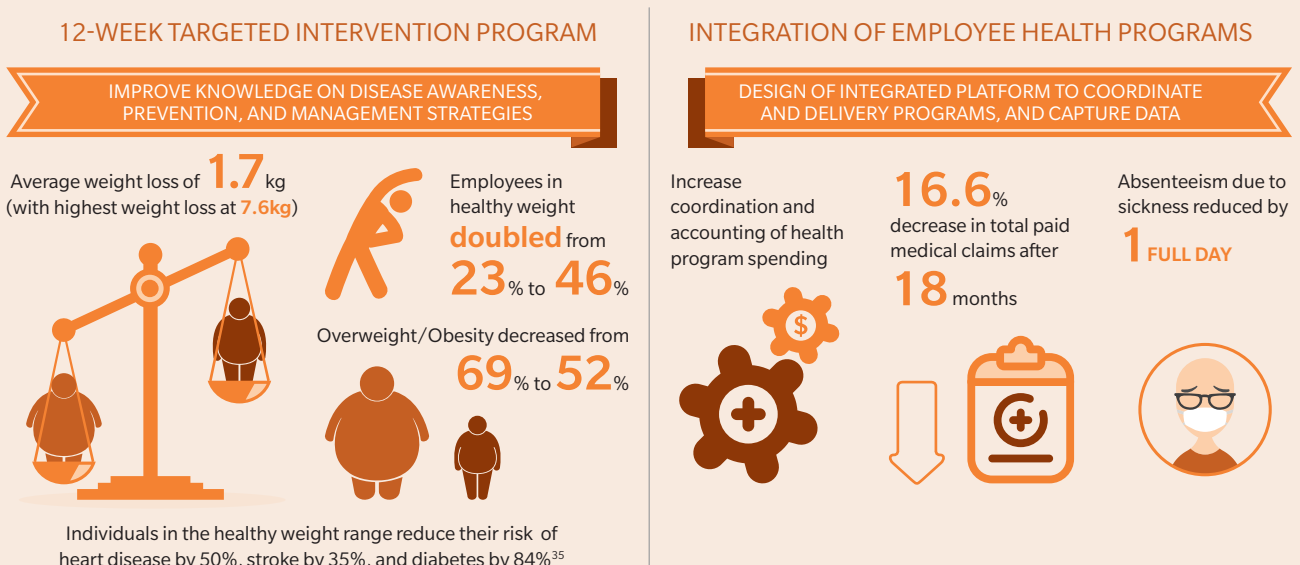 12-WEEK TARGETED INTERVENTION PROGRAM
IMPROVE KNOWLEDGE ON DISEASE AWARENESS,
PREVENTION, AND MANAGEMENT STRATEGIES
Average weight loss of 1.7 kg
(with highest weight loss at 7.6kg)
Employees in
healthy weight
doubled from
23% to 46%
Overweight/Obesity decreased from
69% to 52%
Individuals in the healthy weight range reduce their risk of
heart disease by 50%, stroke by 35%, and diabetes by 84%³⁵
INTEGRATION OF EMPLOYEE HEALTH PROGRAMS
DESIGN OF INTEGRATED PLATFORM TO COORDINATE
AND DELIVERY PROGRAMS, AND CAPTURE DATA
Increase
coordination and
accounting of health
program spending
$
16.6%
decrease in total paid
medical claims after
18 months
Absenteeism due to
sickness reduced by
1 FULL DAY